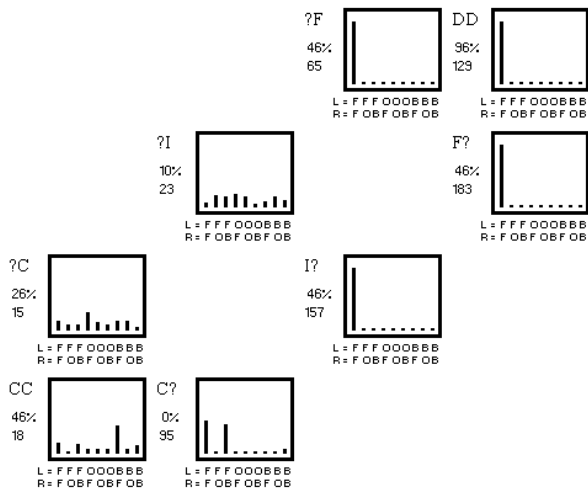 ?F DD
46% 96%
65 129
L = F F F O O O B B B L = F F F O O O B B B
R = F O B F O B F O B R = F O B F O B F O B
?I F?
10% 46%
23 183
L = F F F O O O B B B L = F F F O O O B B B
R = F O B F O B F O B R = F O B F O B F O B
?C I?
26% 46%
15 157
L = F F F O O O B B B L = F F F O O O B B B
R = F O B F O B F O B R = F O B F O B F O B
CC C?
46% 0%
18 95
L = F F F O O O B B B L = F F F O O O B B B
R = F O B F O B F O B R = F O B F O B F O B